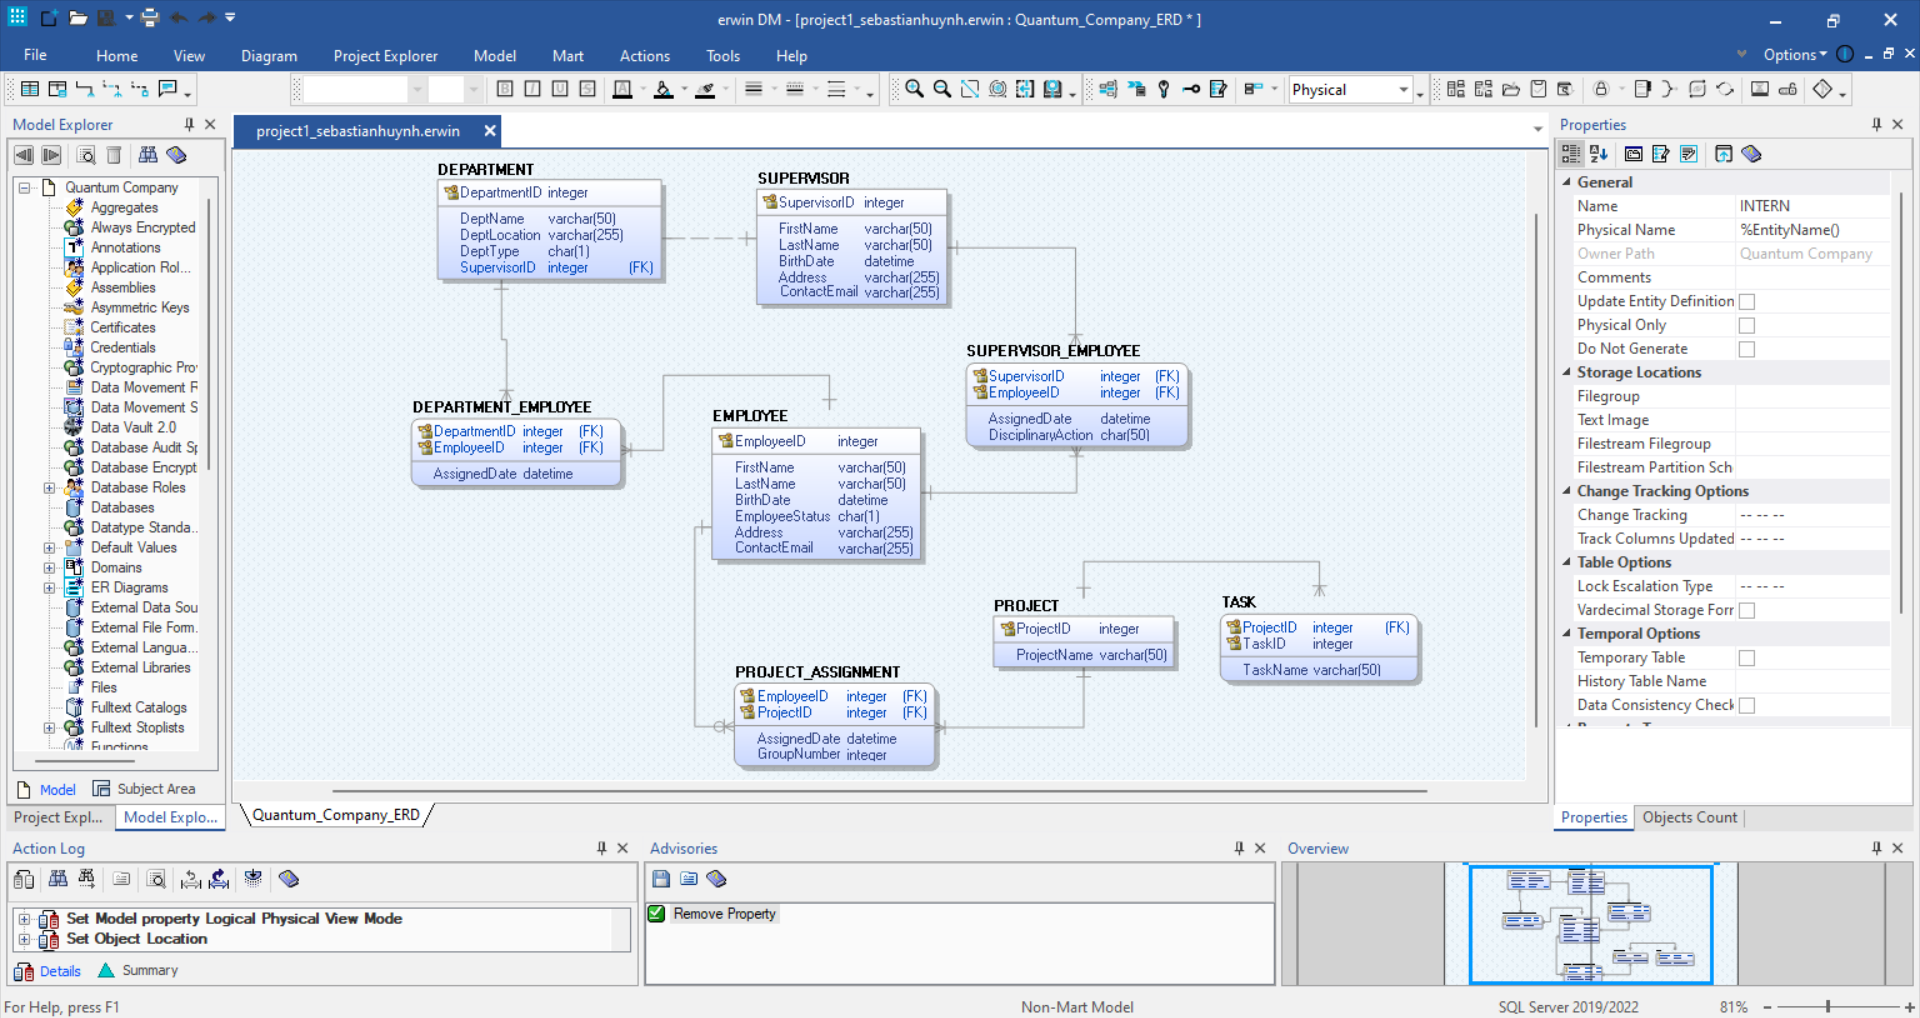 erwin DM - [project1_sebastianhuynh.erwin : Quantum_Company_ERD * ]
File Home View Diagram Project Explorer Model Mart Actions Tools Help Options
Physical
Model Explorer
Quantum Company
Aggregates
Always Encrypted
Annotations
Application Rol...
Assemblies
Asymmetric Keys
Certificates
Credentials
Cryptographic Pro
Data Movement R
Data Movement S
Data Vault 2.0
Database Audit Sp
Database Encrypt
Database Roles
Databases
Datatype Standa..
Default Values
Domains
ER Diagrams
External Data Sou
External File Form.
External Langua...
External Libraries
Files
Fulltext Catalogs
Fulltext Stoplists
Functions
Model Subject Area
Project Expl... Model Explo...
project1_sebastianhuynh.erwin
DEPARTMENT
DepartmentID integer
DeptName varchar(50)
DeptLocation varchar(255)
DeptType char(1)
SupervisorID integer (FK)
SUPERVISOR
SupervisorID integer
FirstName varchar(50)
LastName varchar(50)
BirthDate datetime
Address varchar(255)
ContactEmail varchar(255)
SUPERVISOR_EMPLOYEE
SupervisorID integer (FK)
EmployeeID integer (FK)
AssignedDate datetime
DisciplinaryAction char(50)
DEPARTMENT_EMPLOYEE
DepartmentID integer (FK)
EmployeeID integer (FK)
AssignedDate datetime
EMPLOYEE
EmployeeID integer
FirstName varchar(50)
LastName varchar(50)
BirthDate datetime
EmployeeStatus char(1)
Address varchar(255)
ContactEmail varchar(255)
PROJECT
ProjectID integer
ProjectName varchar(50)
TASK
ProjectID integer (FK)
TaskID integer
TaskName varchar(50)
PROJECT_ASSIGNMENT
EmployeeID integer (FK)
ProjectID integer (FK)
AssignedDate datetime
GroupNumber integer
Quantum_Company_ERD
Properties
General
Name INTERN
Physical Name %EntityName()
Owner Path Quantum Company
Comments
Update Entity Definition
Physical Only
Do Not Generate
Storage Locations
Filegroup
Text Image
Filestream Filegroup
Filestream Partition Sch
Change Tracking Options
Change Tracking -- -- --
Track Columns Updated -- -- --
Table Options
Lock Escalation Type -- -- --
Vardecimal Storage Forr
Temporal Options
Temporary Table
History Table Name
Data Consistency Check
Properties Objects Count
Action Log
Set Model property Logical Physical View Mode
Set Object Location
Details Summary
Advisories
Remove Property
Overview
For Help, press F1
Non-Mart Model
SQL Server 2019/2022
81%